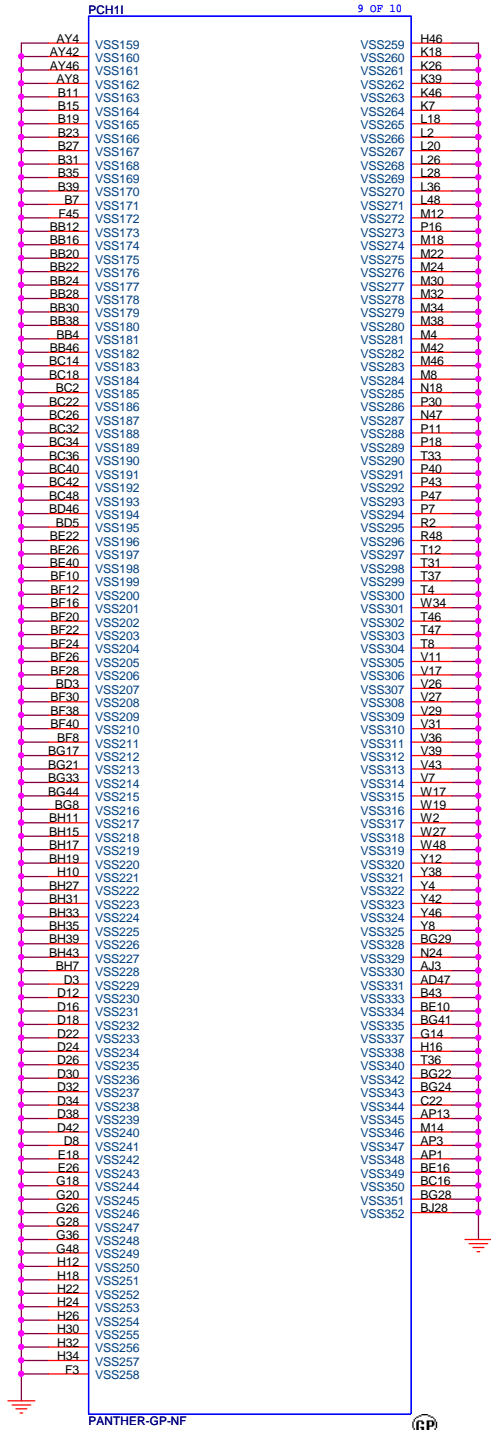 PCH1I 9 OF 10
AY4 VSS159 VSS259 H46
AY42 VSS160 VSS260 K18
AY46 VSS161 VSS261 K26
AY8 VSS162 VSS262 K39
B11 VSS163 VSS263 K46
B15 VSS164 VSS264 K7
B19 VSS165 VSS265 L18
B23 VSS166 VSS266 L2
B27 VSS167 VSS267 L20
B31 VSS168 VSS268 L26
B35 VSS169 VSS269 L28
B39 VSS170 VSS270 L36
B7 VSS171 VSS271 L48
F45 VSS172 VSS272 M12
BB12 VSS173 VSS273 P16
BB16 VSS174 VSS274 M18
BB20 VSS175 VSS275 M22
BB22 VSS176 VSS276 M24
BB24 VSS177 VSS277 M30
BB28 VSS178 VSS278 M32
BB30 VSS179 VSS279 M34
BB38 VSS180 VSS280 M38
BB4 VSS181 VSS281 M4
BB46 VSS182 VSS282 M42
BC14 VSS183 VSS283 M46
BC18 VSS184 VSS284 M8
BC2 VSS185 VSS285 N18
BC22 VSS186 VSS286 P30
BC26 VSS187 VSS287 N47
BC32 VSS188 VSS288 P11
BC34 VSS189 VSS289 P18
BC36 VSS190 VSS290 T33
BC40 VSS191 VSS291 P40
BC42 VSS192 VSS292 P43
BC48 VSS193 VSS293 P47
BD46 VSS194 VSS294 P7
BD5 VSS195 VSS295 R2
BE22 VSS196 VSS296 R48
BE26 VSS197 VSS297 T12
BE40 VSS198 VSS298 T31
BF10 VSS199 VSS299 T37
BF12 VSS200 VSS300 T4
BF16 VSS201 VSS301 W34
BF20 VSS202 VSS302 T46
BF22 VSS203 VSS303 T47
BF24 VSS204 VSS304 T8
BF26 VSS205 VSS305 V11
BF28 VSS206 VSS306 V17
BD3 VSS207 VSS307 V26
BF30 VSS208 VSS308 V27
BF38 VSS209 VSS309 V29
BF40 VSS210 VSS310 V31
BF8 VSS211 VSS311 V36
BG17 VSS212 VSS312 V39
BG21 VSS213 VSS313 V43
BG33 VSS214 VSS314 V7
BG44 VSS215 VSS315 W17
BG8 VSS216 VSS316 W19
BH11 VSS217 VSS317 W2
BH15 VSS218 VSS318 W27
BH17 VSS219 VSS319 W48
BH19 VSS220 VSS320 Y12
H10 VSS221 VSS321 Y38
BH27 VSS222 VSS322 Y4
BH31 VSS223 VSS323 Y42
BH33 VSS224 VSS324 Y46
BH35 VSS225 VSS325 Y8
BH39 VSS226 VSS328 BG29
BH43 VSS227 VSS329 N24
BH7 VSS228 VSS330 AJ3
D3 VSS229 VSS331 AD47
D12 VSS230 VSS333 B43
D16 VSS231 VSS334 BE10
D18 VSS232 VSS335 BG41
D22 VSS233 VSS337 G14
D24 VSS234 VSS338 H16
D26 VSS235 VSS340 T36
D30 VSS236 VSS342 BG22
D32 VSS237 VSS343 BG24
D34 VSS238 VSS344 C22
D38 VSS239 VSS345 AP13
D42 VSS240 VSS346 M14
D8 VSS241 VSS347 AP3
E18 VSS242 VSS348 AP1
E26 VSS243 VSS349 BE16
G18 VSS244 VSS350 BC16
G20 VSS245 VSS351 BG28
G26 VSS246 VSS352 BJ28
G28 VSS247
G36 VSS248
G48 VSS249
H12 VSS250
H18 VSS251
H22 VSS252
H24 VSS253
H26 VSS254
H30 VSS255
H32 VSS256
H34 VSS257
F3 VSS258
PANTHER-GP-NF GP